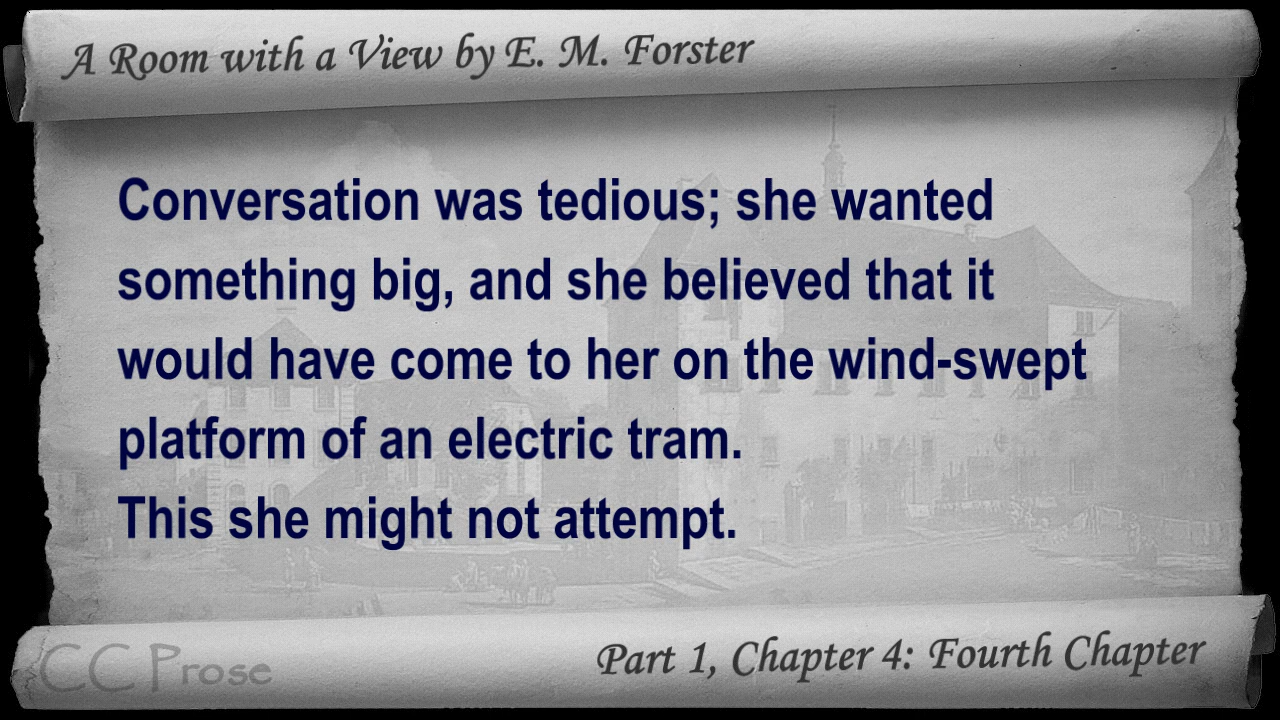 A Room with a View by E. M. Forster
Conversation was tedious; she wanted
something big, and she believed that it
would have come to her on the wind-swept
platform of an electric tram.
This she might not attempt.
CC Prose
Part 1, Chapter 4: Fourth Chapter